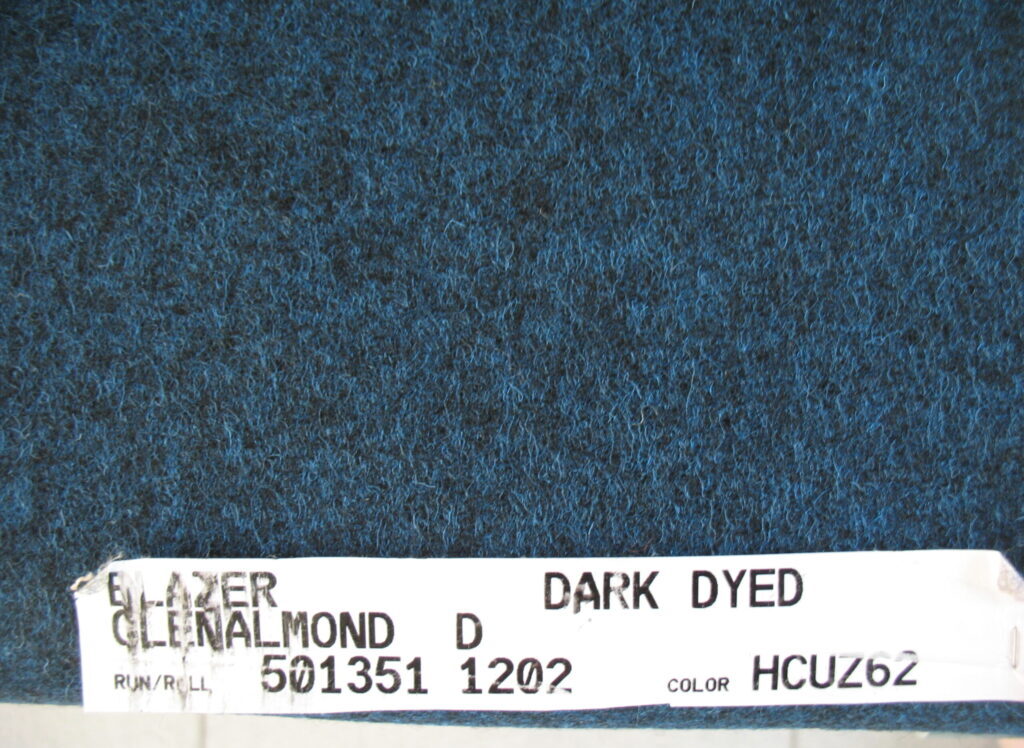 BLAZER DARK DYED
GLENALMOND D
RUN/ROLL 501351 1202 COLOR HCUZ62